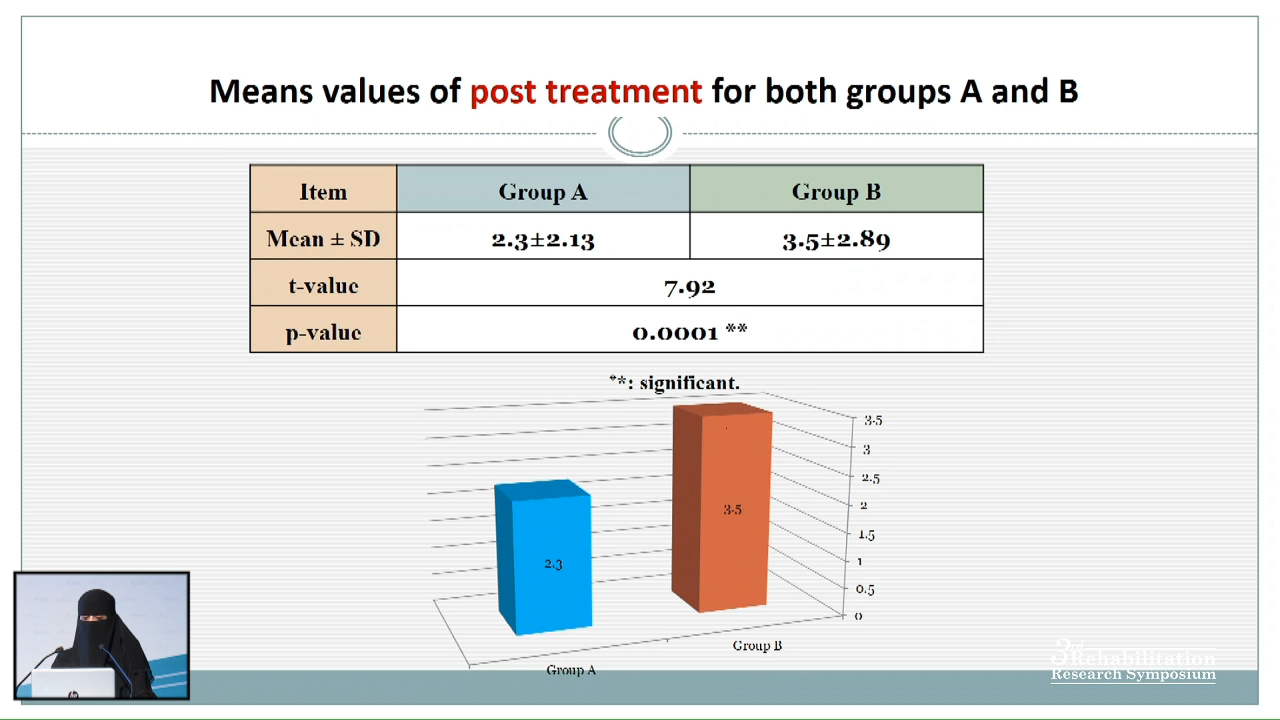 Means values of post treatment for both groups A and B
Item Group A Group B
Mean ± SD 2.3±2.13 3.5±2.89
t-value 7.92
p-value 0.0001 **
**: significant.
3.5
3
2.5
2
1.5
1
0.5
0
3.5
2.3
Group B
Group A
3rd Rehabilitation
Research Symposium
hp